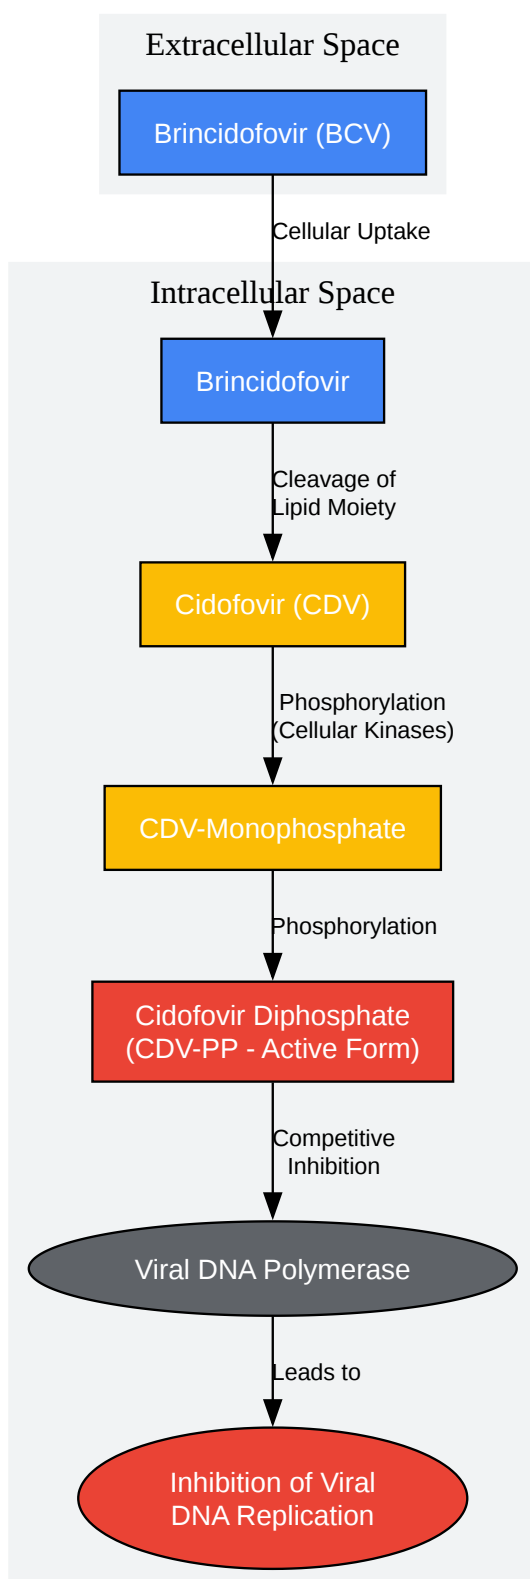 Extracellular Space
Brincidofovir (BCV)
Cellular Uptake
Intracellular Space
Brincidofovir
Cleavage of
Lipid Moiety
Cidofovir (CDV)
Phosphorylation
(Cellular Kinases)
CDV-Monophosphate
Phosphorylation
Cidofovir Diphosphate
(CDV-PP - Active Form)
Competitive
Inhibition
Viral DNA Polymerase
Leads to
Inhibition of Viral
DNA Replication